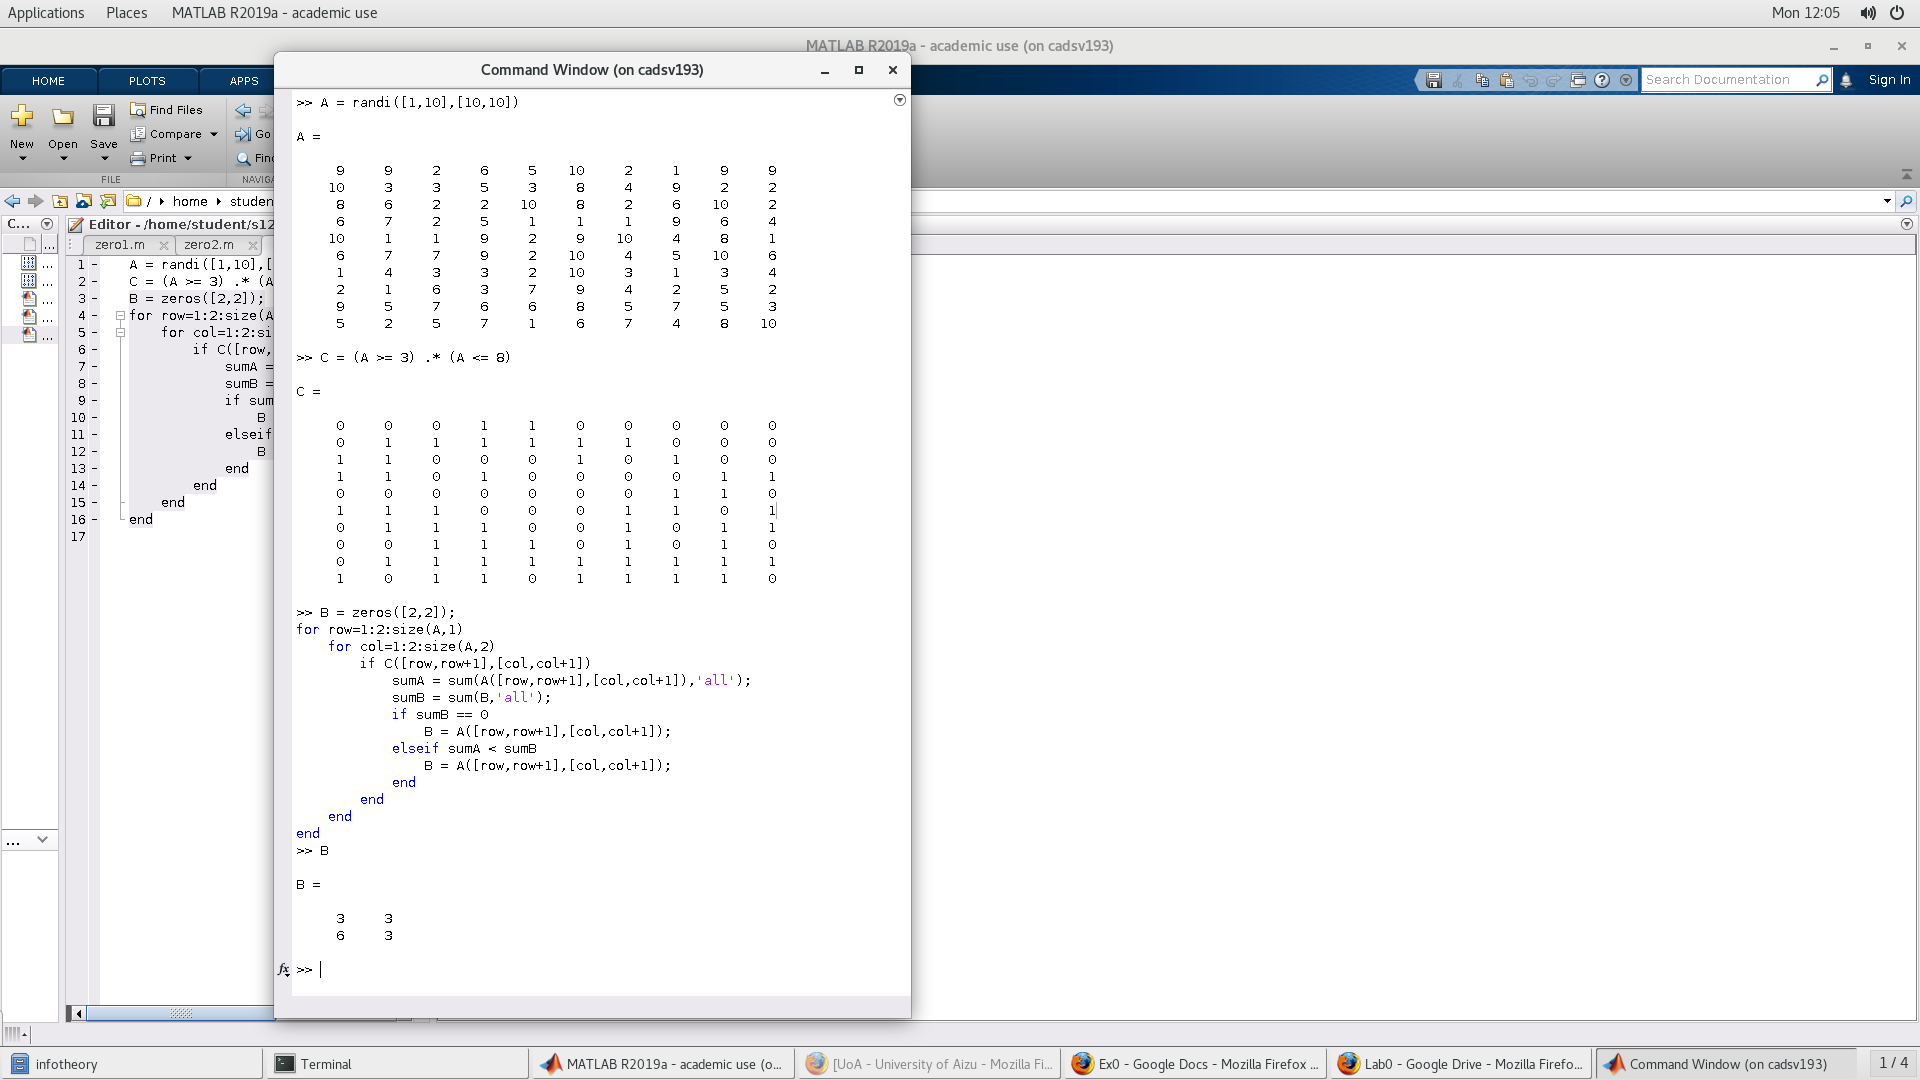 Applications Places MATLAB R2019a - academic use Mon 12:05
MATLAB R2019a - academic use (on cadsv193)
Command Window (on cadsv193)
HOME PLOTS APPS Search Documentation Sign In
New Open Save Find Files Compare Print Go
FILE
/ home
Editor - /home/student/s12
zero1.m zero2.m
1 A = randi([1,10],[
2 C = (A >= 3) .* (A
3 B = zeros([2,2]);
4 for row=1:2:size(A
5 for col=1:2:si
6 if C([row,
7 sumA =
8 sumB =
9 if sum
10 B
11 elseif
12 B
13 end
14 end
15 end
16 end
17
>> A = randi([1,10],[10,10])
A =
9 9 2 6 5 10 2 1 9 9
10 3 3 5 3 8 4 9 2 2
8 6 2 2 10 8 2 6 10 2
6 7 2 5 1 1 1 9 6 4
10 1 1 9 2 9 10 4 8 1
6 7 7 9 2 10 4 5 10 6
1 4 3 3 2 10 3 1 3 4
2 1 6 3 7 9 4 2 5 2
9 5 7 6 6 8 5 7 5 3
5 2 5 7 1 6 7 4 8 10
>> C = (A >= 3) .* (A <= 8)
C =
0 0 0 1 1 0 0 0 0 0
0 1 1 1 1 1 1 0 0 0
1 1 0 0 0 1 0 1 0 0
1 1 0 1 0 0 0 0 1 1
0 0 0 0 0 0 0 1 1 0
1 1 1 0 0 0 1 1 0 1
0 1 1 1 0 0 1 0 1 1
0 0 1 1 1 0 1 0 1 0
0 1 1 1 1 1 1 1 1 1
1 0 1 1 0 1 1 1 1 0
>> B = zeros([2,2]);
for row=1:2:size(A,1)
for col=1:2:size(A,2)
if C([row,row+1],[col,col+1])
sumA = sum(A([row,row+1],[col,col+1]),'all');
sumB = sum(B,'all');
if sumB == 0
B = A([row,row+1],[col,col+1]);
elseif sumA < sumB
B = A([row,row+1],[col,col+1]);
end
end
end
end
>> B
B =
3 3
6 3
fx >>
infotheory Terminal MATLAB R2019a - academic use (o... [UoA - University of Aizu - Mozilla Fi... Ex0 - Google Docs - Mozilla Firefox ... Lab0 - Google Drive - Mozilla Firefo... Command Window (on cadsv193) 1 / 4